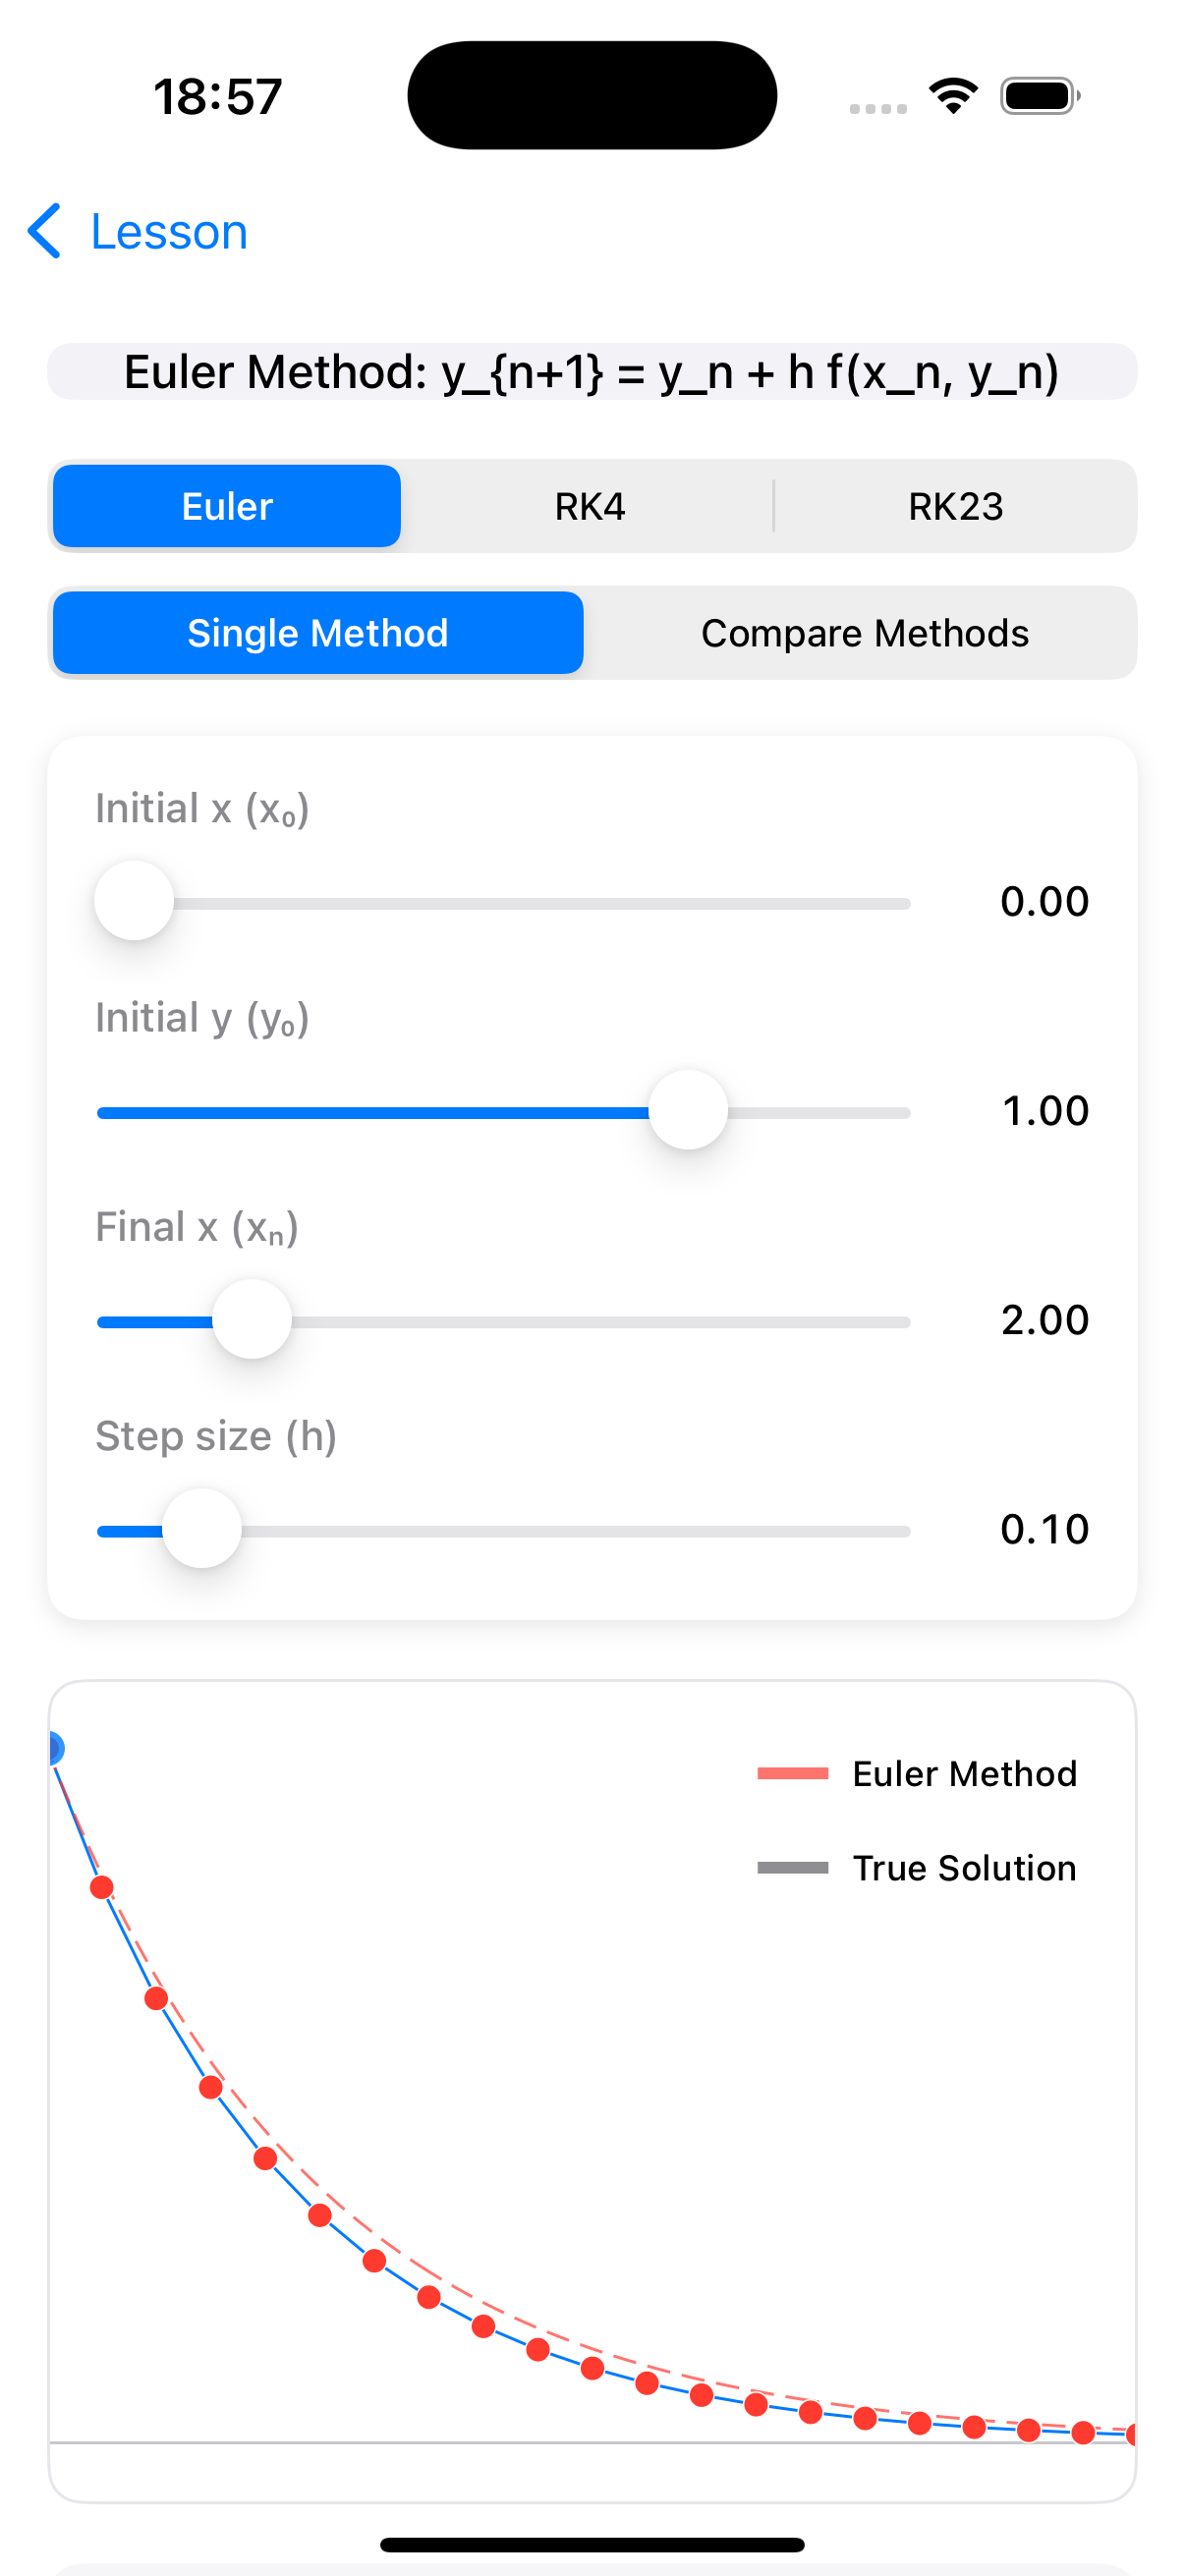 18:57
Lesson
Euler Method: y_{n+1} = y_n + h f(x_n, y_n)
Euler RK4 RK23
Single Method Compare Methods
Initial x (x₀)
0.00
Initial y (y₀)
1.00
Final x (xₙ)
2.00
Step size (h)
0.10
Euler Method
True Solution